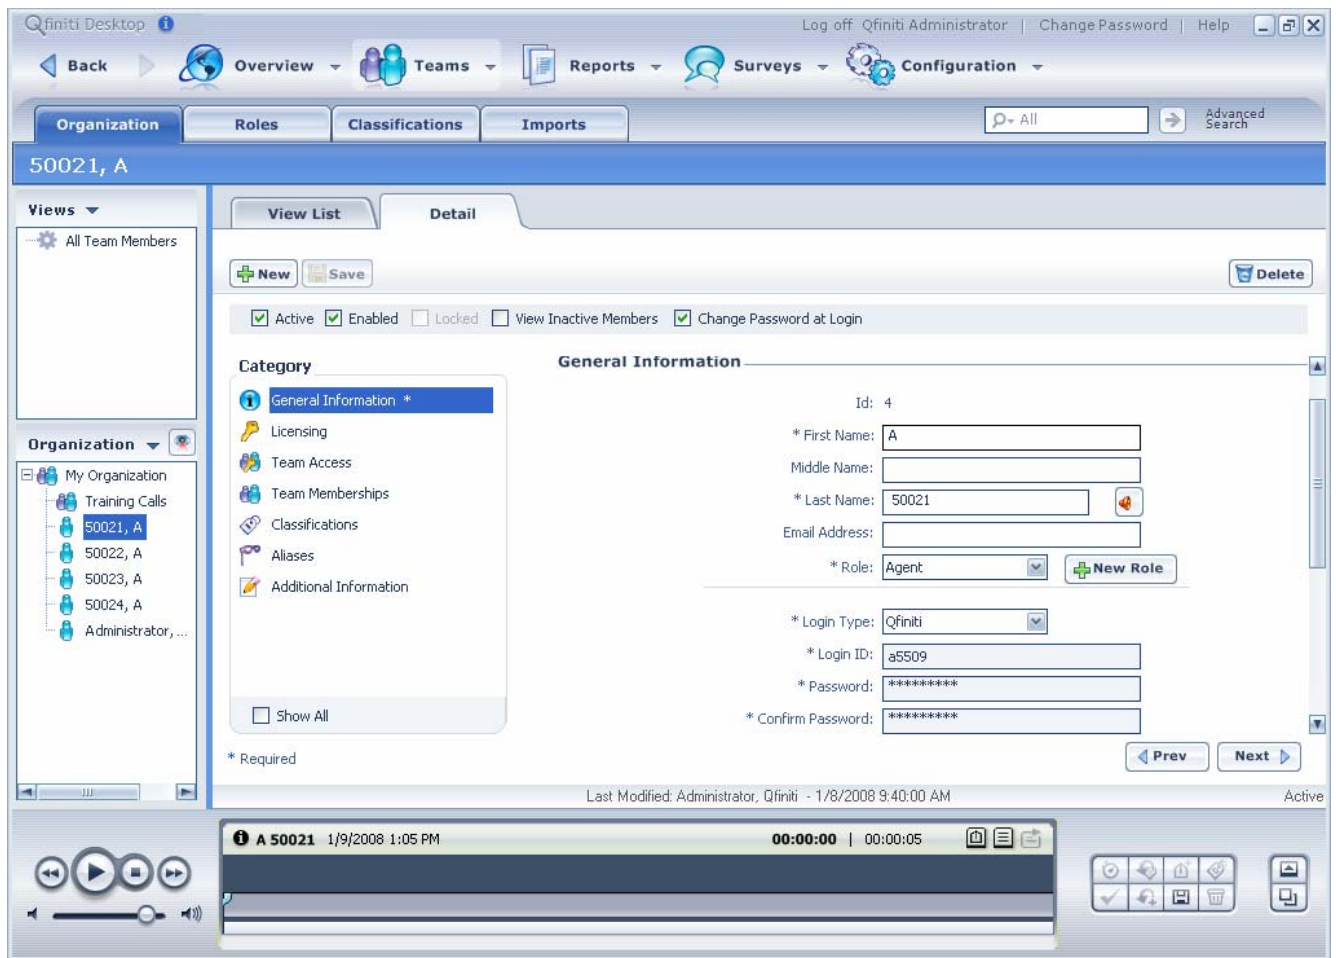 Qfiniti Desktop
Log off Qfiniti Administrator | Change Password | Help
Back Overview Teams Reports Surveys Configuration
Organization Roles Classifications Imports All Advanced Search
50021, A
Views
All Team Members
View List Detail
New Save Delete
Active Enabled Locked View Inactive Members Change Password at Login
Category
General Information *
Licensing
Team Access
Team Memberships
Classifications
Aliases
Additional Information
Show All
* Required
General Information
Id: 4
* First Name: A
Middle Name:
* Last Name: 50021
Email Address:
* Role: Agent New Role
* Login Type: Qfiniti
* Login ID: a5509
* Password: *********
* Confirm Password: *********
Prev Next
Organization
My Organization
Training Calls
50021, A
50022, A
50023, A
50024, A
Administrator, ...
Last Modified: Administrator, Qfiniti - 1/8/2008 9:40:00 AM Active
A 50021 1/9/2008 1:05 PM 00:00:00 | 00:00:05